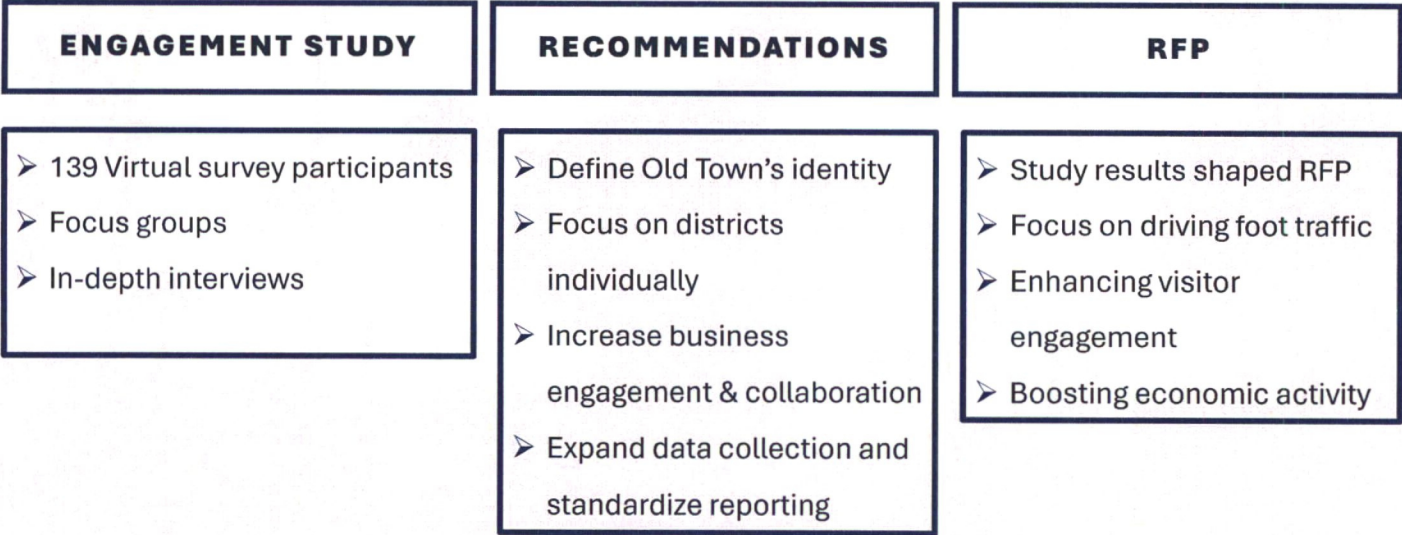 ENGAGEMENT STUDY
➢ 139 Virtual survey participants
➢ Focus groups
➢ In-depth interviews
RECOMMENDATIONS
➢ Define Old Town’s identity
➢ Focus on districts
individually
➢ Increase business
engagement & collaboration
➢ Expand data collection and
standardize reporting
RFP
➢ Study results shaped RFP
➢ Focus on driving foot traffic
➢ Enhancing visitor
engagement
➢ Boosting economic activity